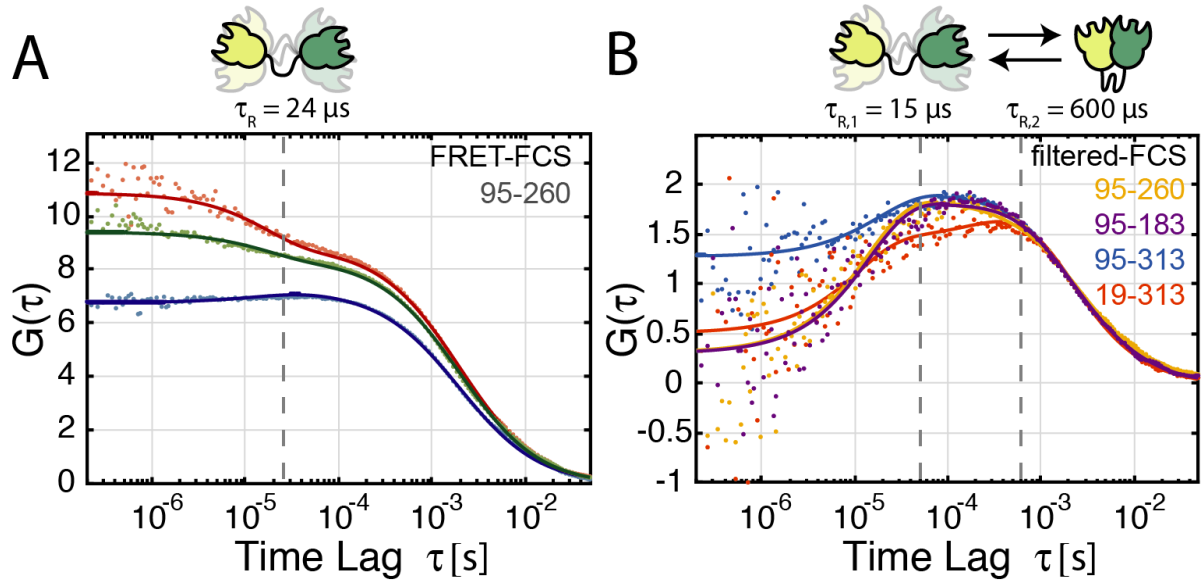 A
τR = 24 μs
FRET-FCS
95-260
12
10
8
6
4
2
0
G(τ)
10-6
10-5
10-4
10-3
10-2
Time Lag τ [s]
B
τR,1 = 15 μs
τR,2 = 600 μs
filtered-FCS
95-260
95-183
95-313
19-313
2
1.5
1
0.5
0
-0.5
-1
G(τ)
10-6
10-5
10-4
10-3
10-2
Time Lag τ [s]